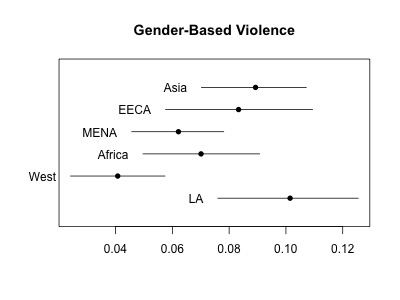 Gender-Based Violence
Asia
EECA
MENA
Africa
West
LA
0.04 0.06 0.08 0.10 0.12